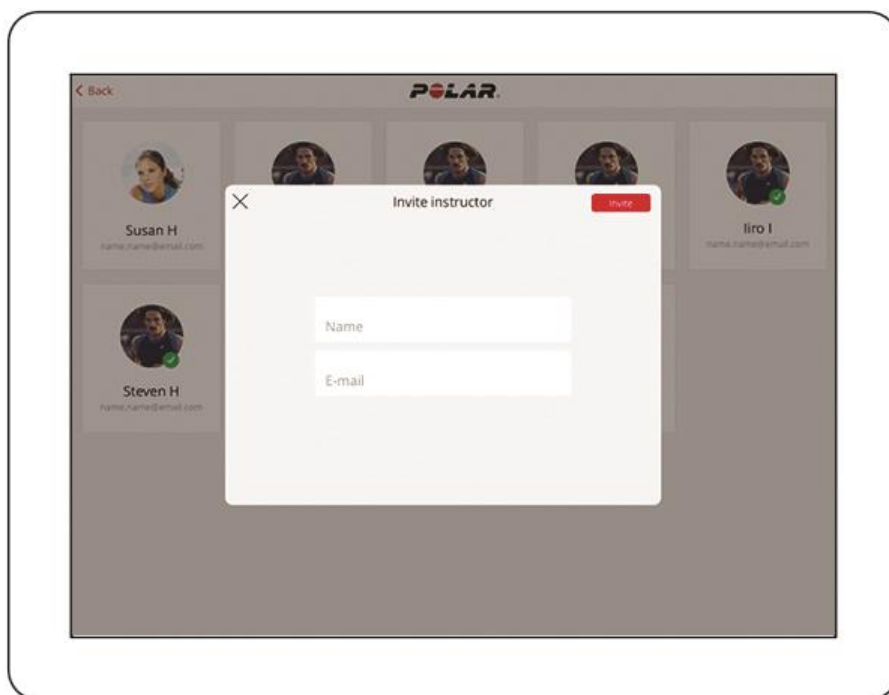 Back
POLAR
Susan H
name.name@email.com
Iiro I
name.name@email.com
Invite instructor
Invite
Name
E-mail
Steven H
name.name@email.com